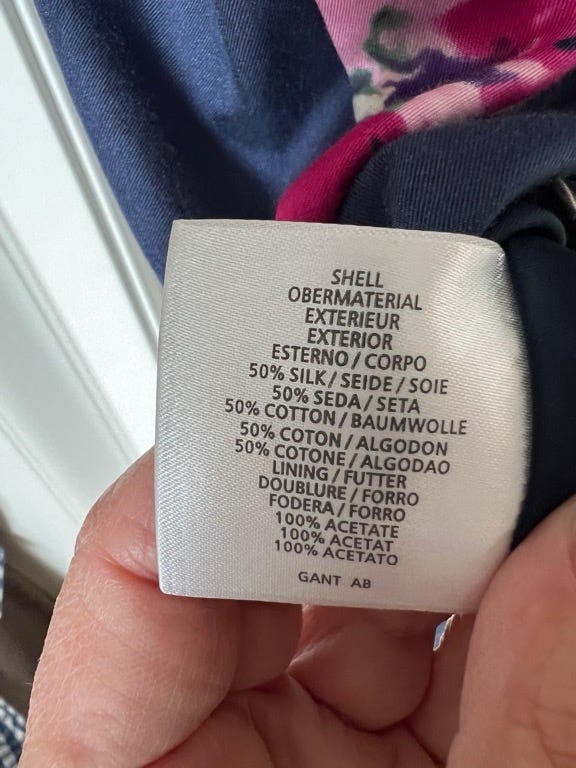 SHELL
OBERMATERIAL
EXTERIEUR
EXTERIOR
ESTERNO / CORPO
50% SILK / SEIDE / SOIE
50% SEDA / SETA
50% COTTON / BAUMWOLLE
50% COTON / ALGODON
50% COTONE / ALGODAO
LINING / FUTTER
DOUBLURE / FORRO
FODERA / FORRO
100% ACETATE
100% ACETAT
100% ACETATO
GANT AB